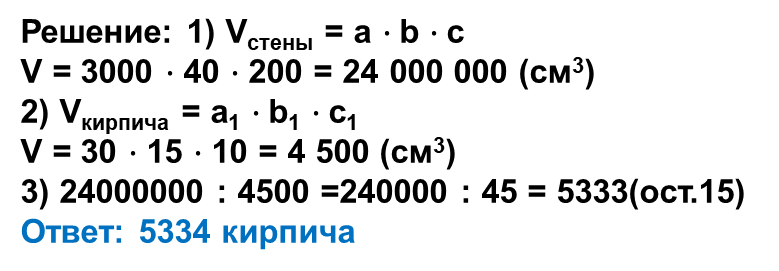 Решение: 1) Vстены = a · b · c
V = 3000 · 40 · 200 = 24 000 000 (см³)
2) Vкирпича = a₁ · b₁ · c₁
V = 30 · 15 · 10 = 4 500 (см³)
3) 24000000 : 4500 =240000 : 45 = 5333(ост.15)
Ответ: 5334 кирпича